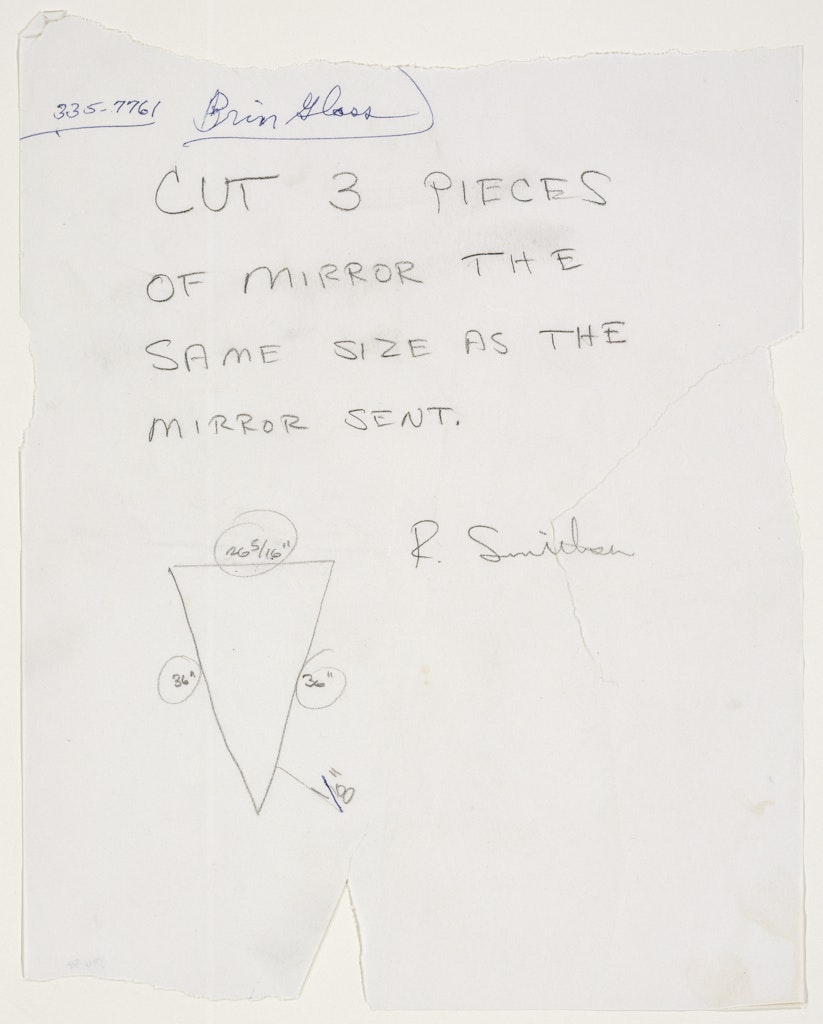 335-7761 Brin Glass
CUT 3 PIECES
OF MIRROR THE
SAME SIZE AS THE
MIRROR SENT.
R. Smithson
26 5/16"
36" 36"
1/8"